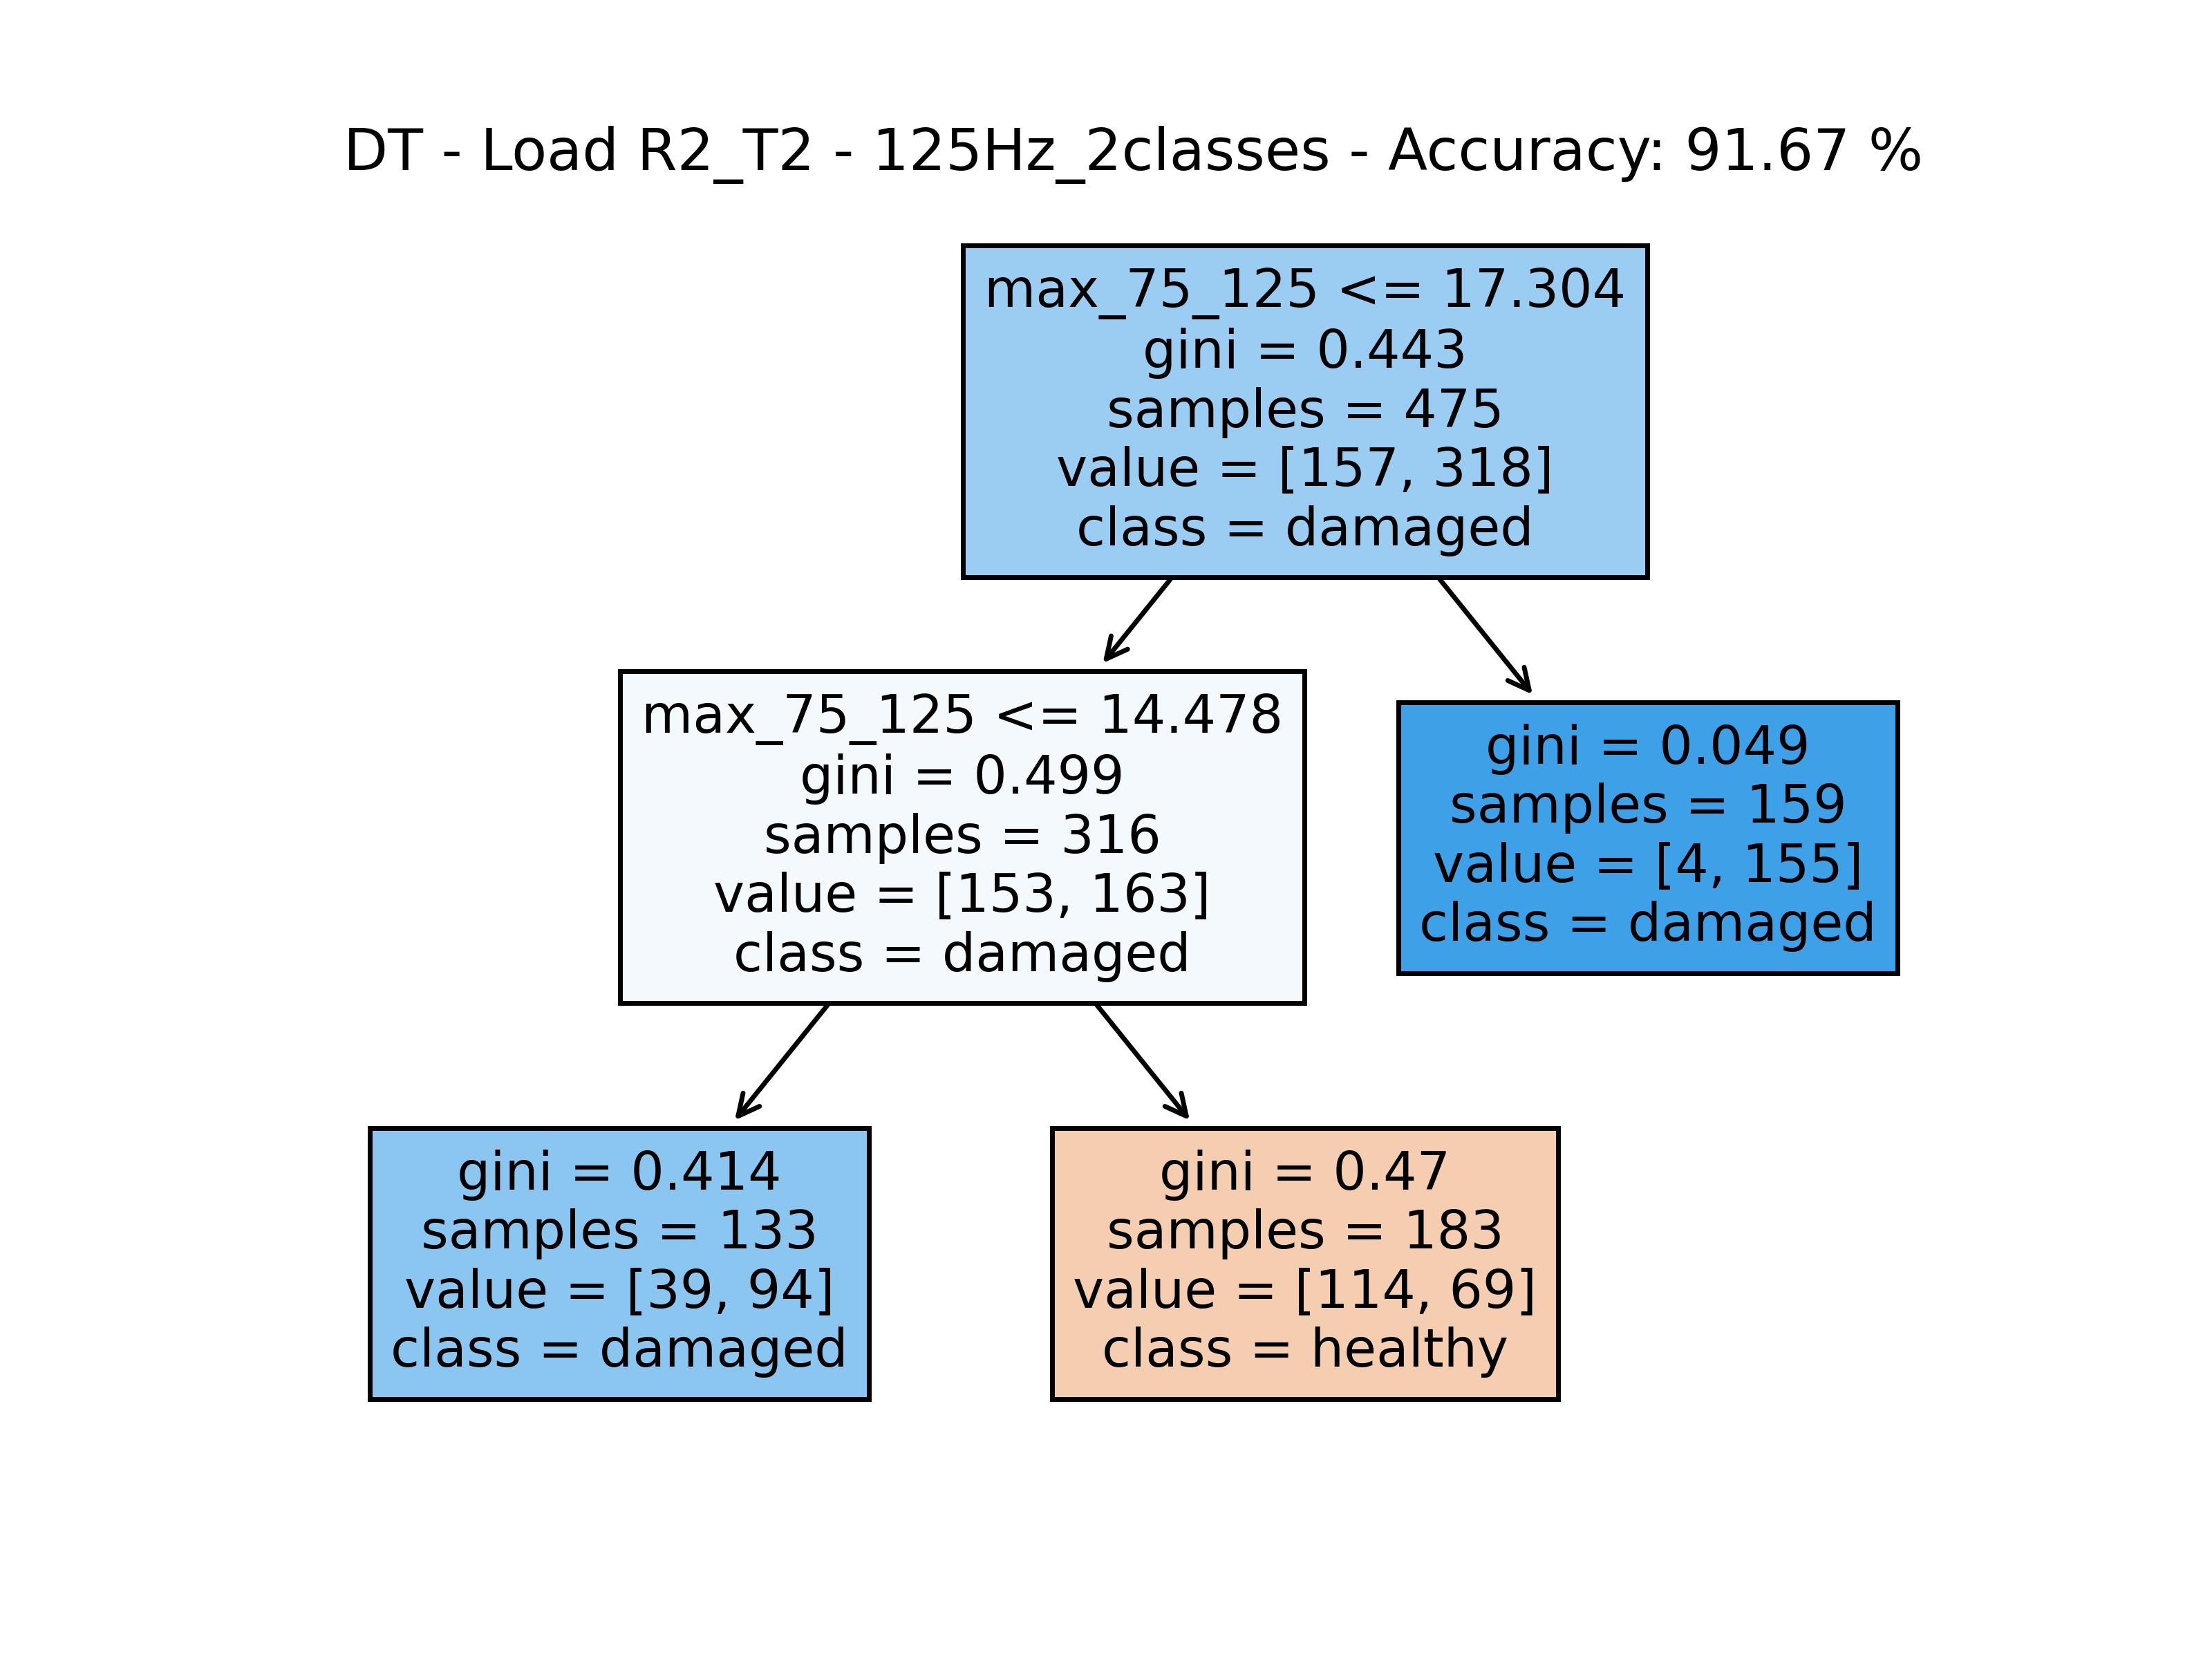 DT - Load R2_T2 - 125Hz_2classes - Accuracy: 91.67 %
max_75_125 <= 17.304
gini = 0.443
samples = 475
value = [157, 318]
class = damaged
max_75_125 <= 14.478
gini = 0.499
samples = 316
value = [153, 163]
class = damaged
gini = 0.049
samples = 159
value = [4, 155]
class = damaged
gini = 0.414
samples = 133
value = [39, 94]
class = damaged
gini = 0.47
samples = 183
value = [114, 69]
class = healthy